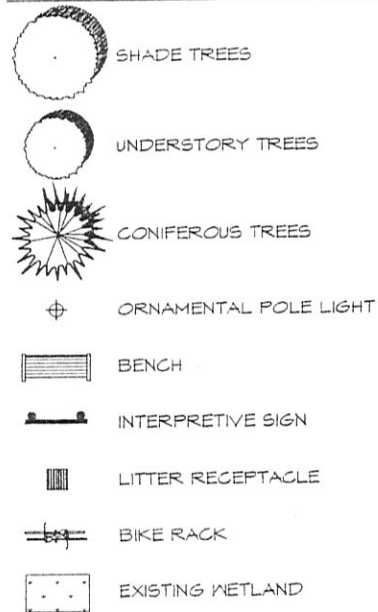 SHADE TREES
UNDERSTORY TREES
CONIFEROUS TREES
ORNAMENTAL POLE LIGHT
BENCH
INTERPRETIVE SIGN
LITTER RECEPTACLE
BIKE RACK
EXISTING WETLAND